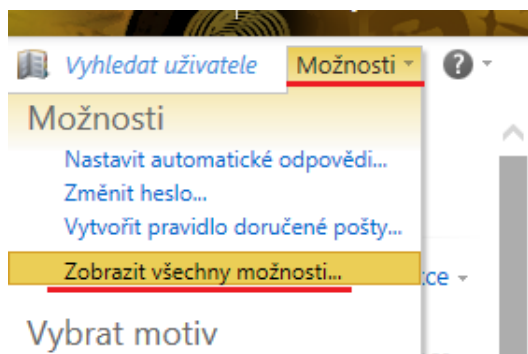 Vyhledat uživatele Možnosti ?
Možnosti
Nastavit automatické odpovědi...
Změnit heslo...
Vytvořit pravidlo doručené pošty...
Zobrazit všechny možnosti...
Vybrat motiv